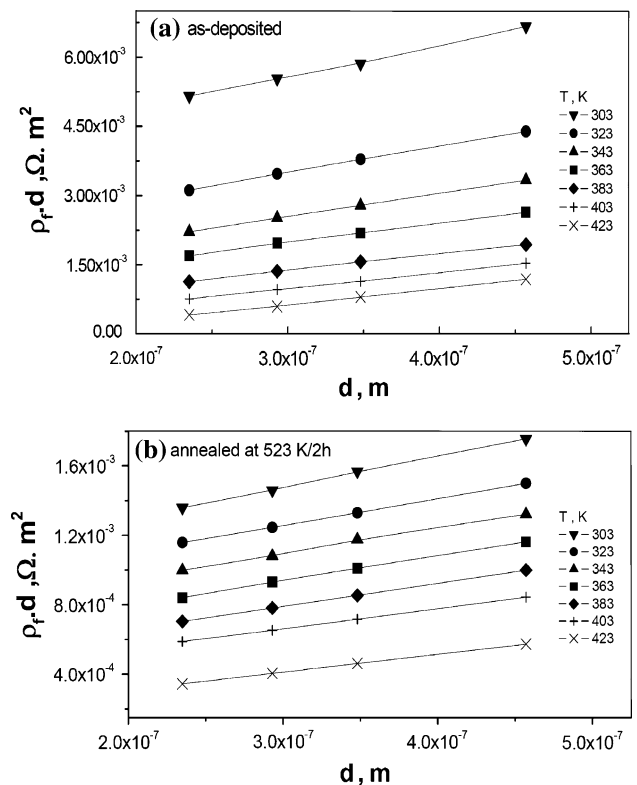 (a) as-deposited
6.00x10⁻³
4.50x10⁻³
3.00x10⁻³
1.50x10⁻³
0.00
ρf.d ,Ω. m²
T , K
303
323
343
363
383
403
423
2.0x10⁻⁷ 3.0x10⁻⁷ 4.0x10⁻⁷ 5.0x10⁻⁷
d, m
(b) annealed at 523 K/2h
1.6x10⁻³
1.2x10⁻³
8.0x10⁻⁴
4.0x10⁻⁴
ρf.d ,Ω. m²
T , K
303
323
343
363
383
403
423
2.0x10⁻⁷ 3.0x10⁻⁷ 4.0x10⁻⁷ 5.0x10⁻⁷
d, m